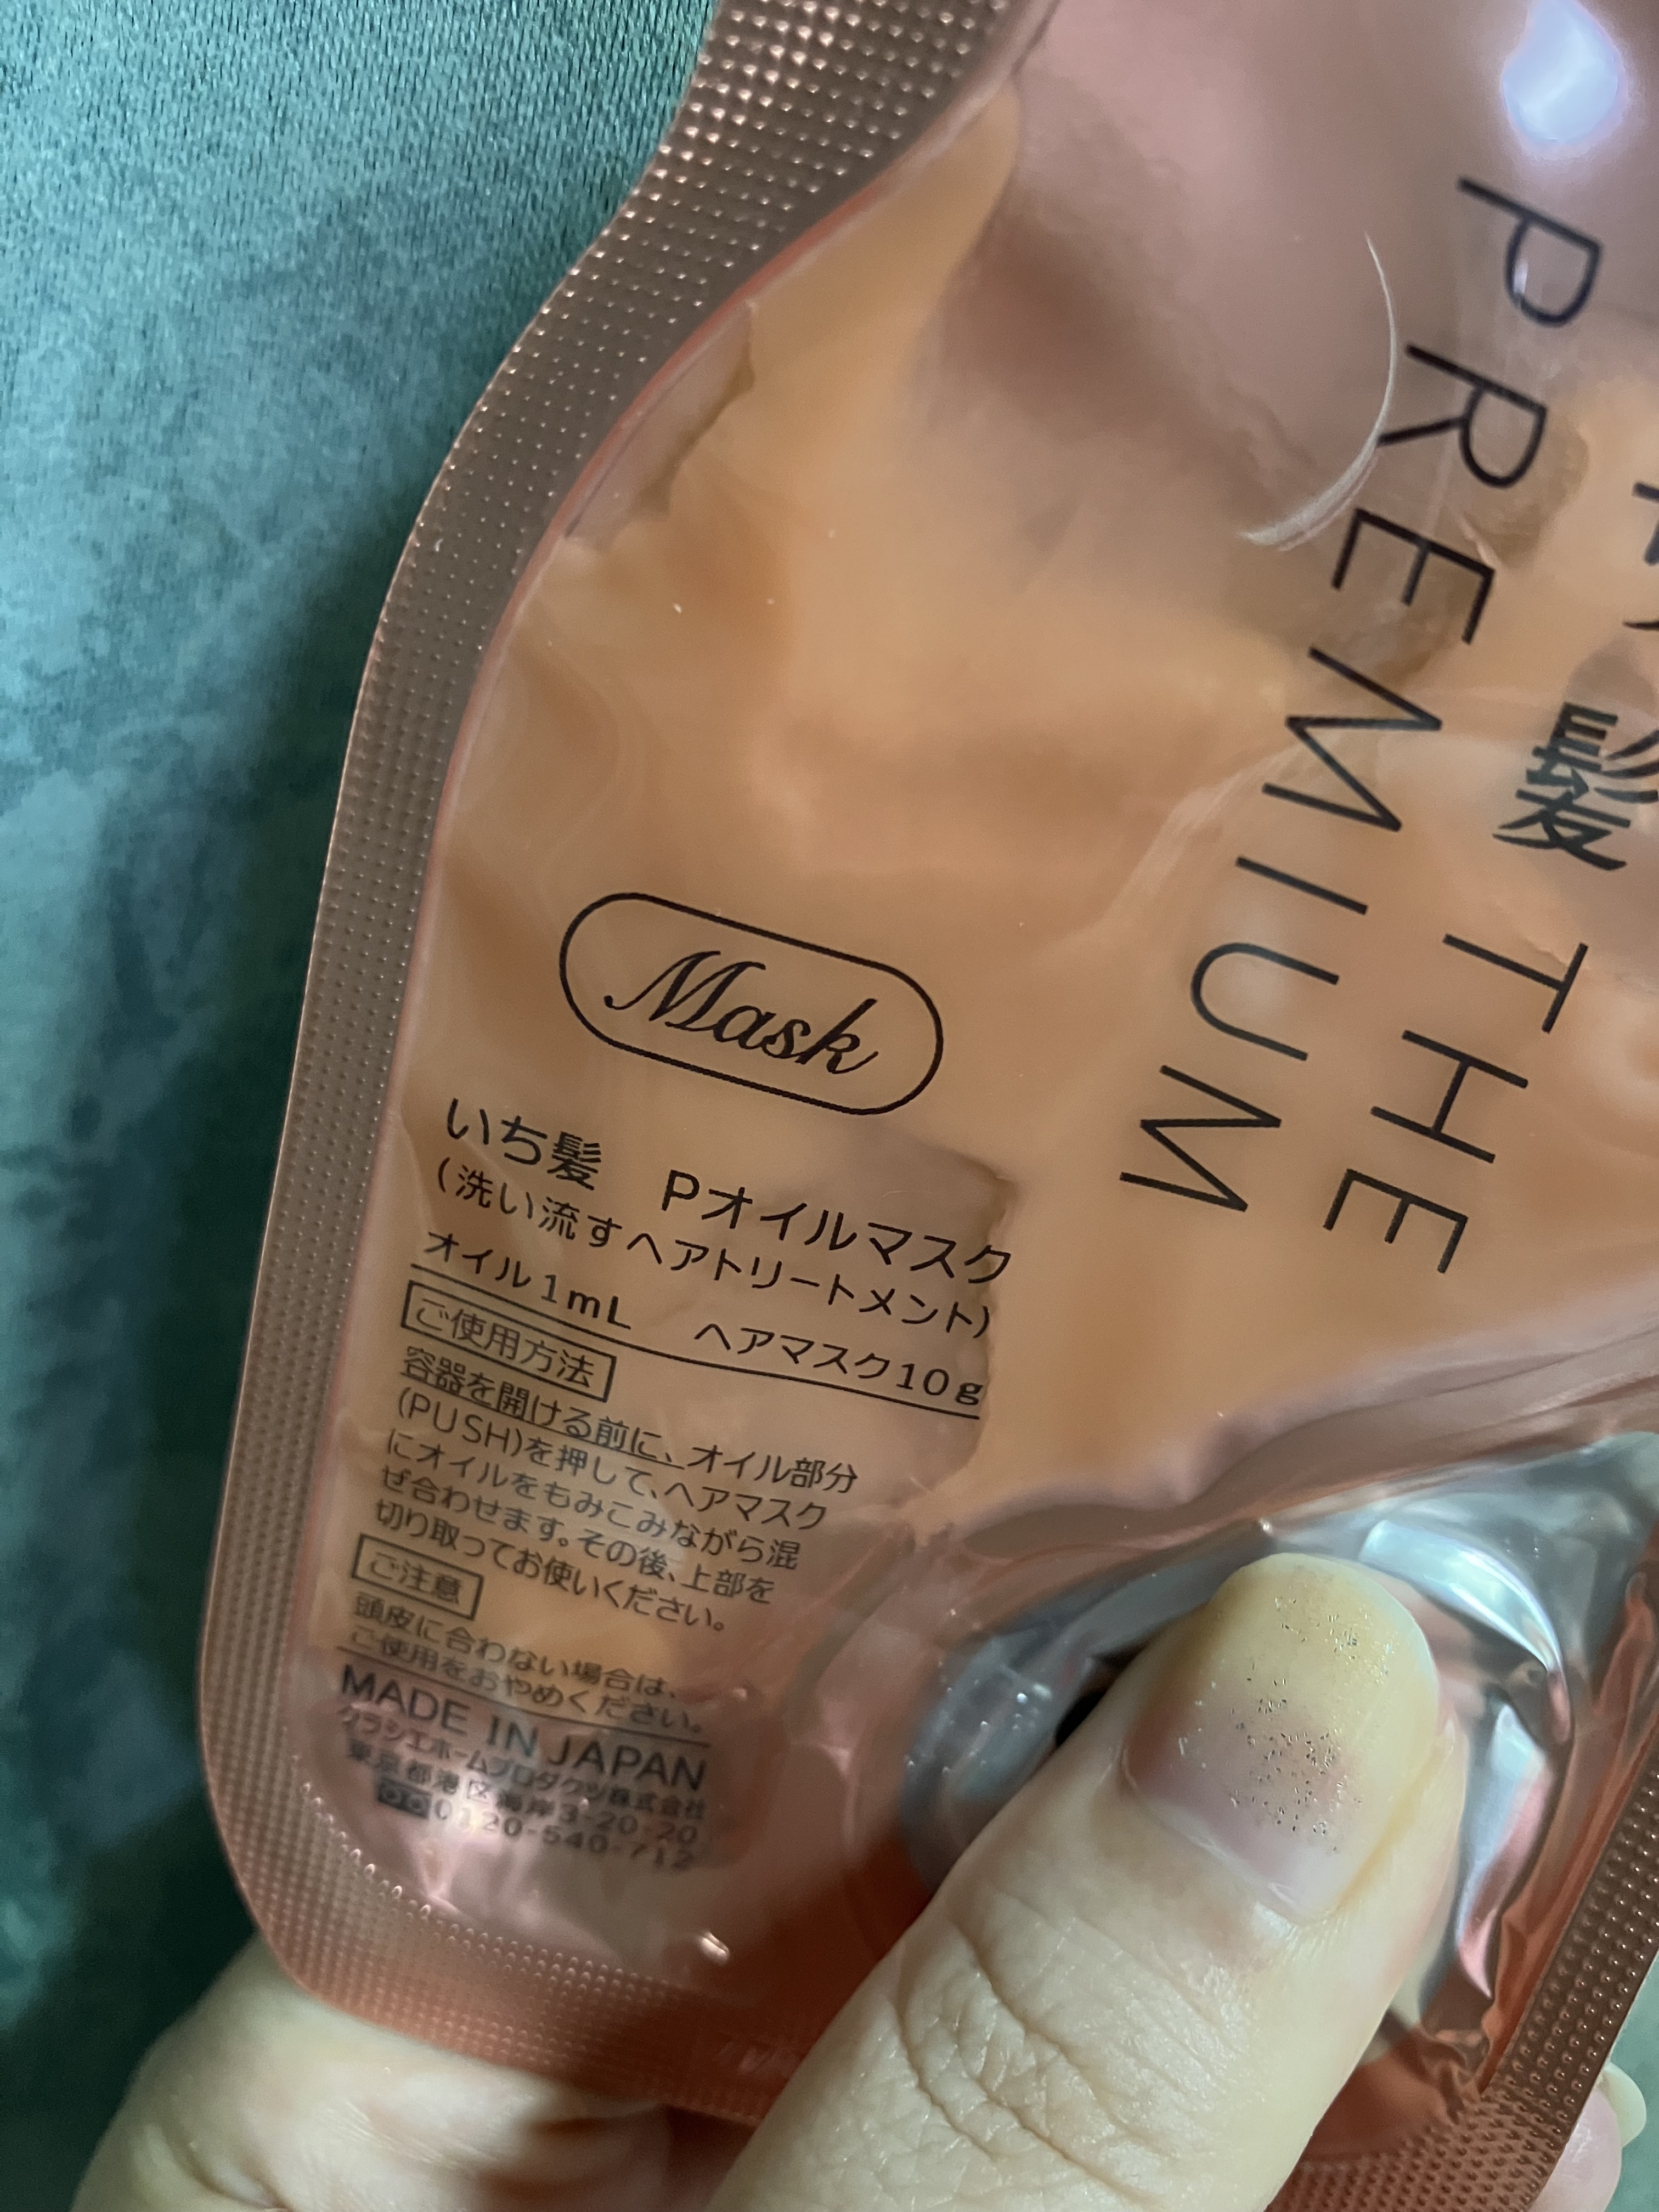 髪
THE
PREMIUM
Mask
いち髪 Pオイルマスク
(洗い流すヘアトリートメント)
オイル1mL ヘアマスク10g
ご使用方法
容器を開ける前に、オイル部分
(PUSH)を押して、ヘアマスク
にオイルをもみこみながら混
ぜ合わせます。その後、上部を
切り取ってお使いください。
ご注意
頭皮に合わない場合は、
ご使用をおやめください。
MADE IN JAPAN
クラシエホームプロダクツ株式会社
東京都港区海岸3-20-20
0120-540-712